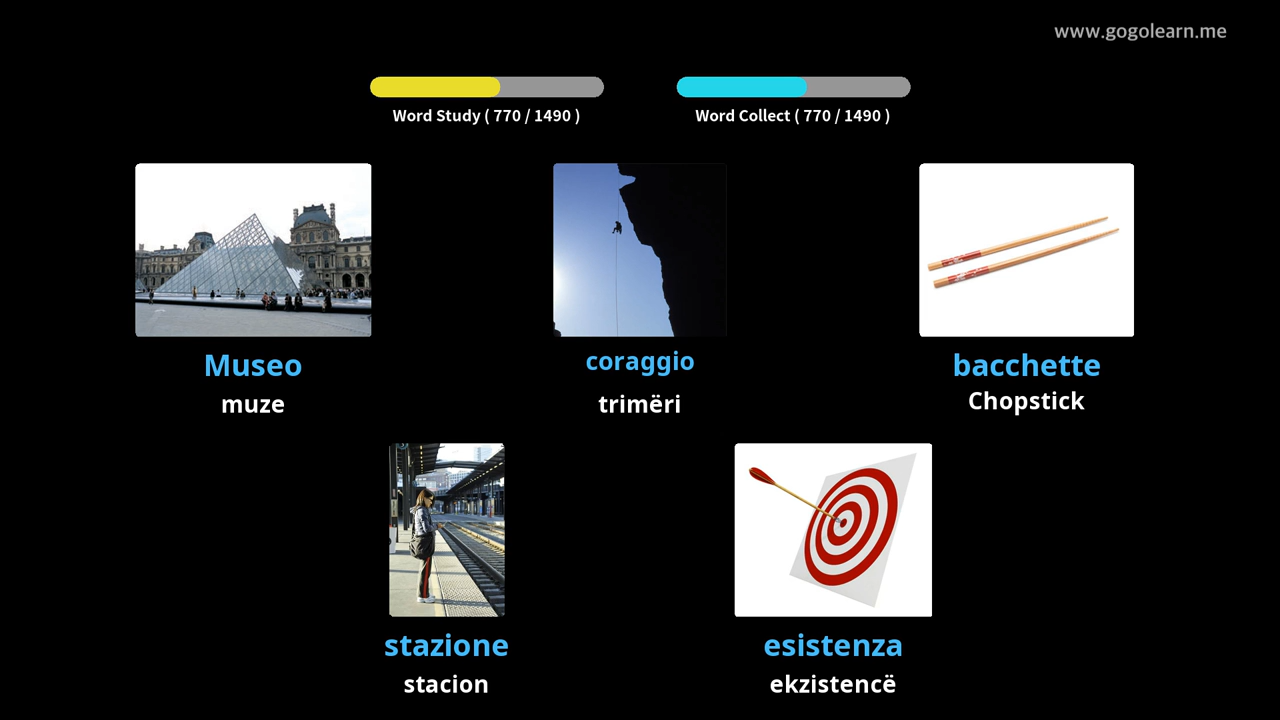 www.gogolearn.me
Word Study ( 770 / 1490 )
Word Collect ( 770 / 1490 )
Museo
muze
coraggio
trimëri
bacchette
Chopstick
stazione
stacion
esistenza
ekzistencë